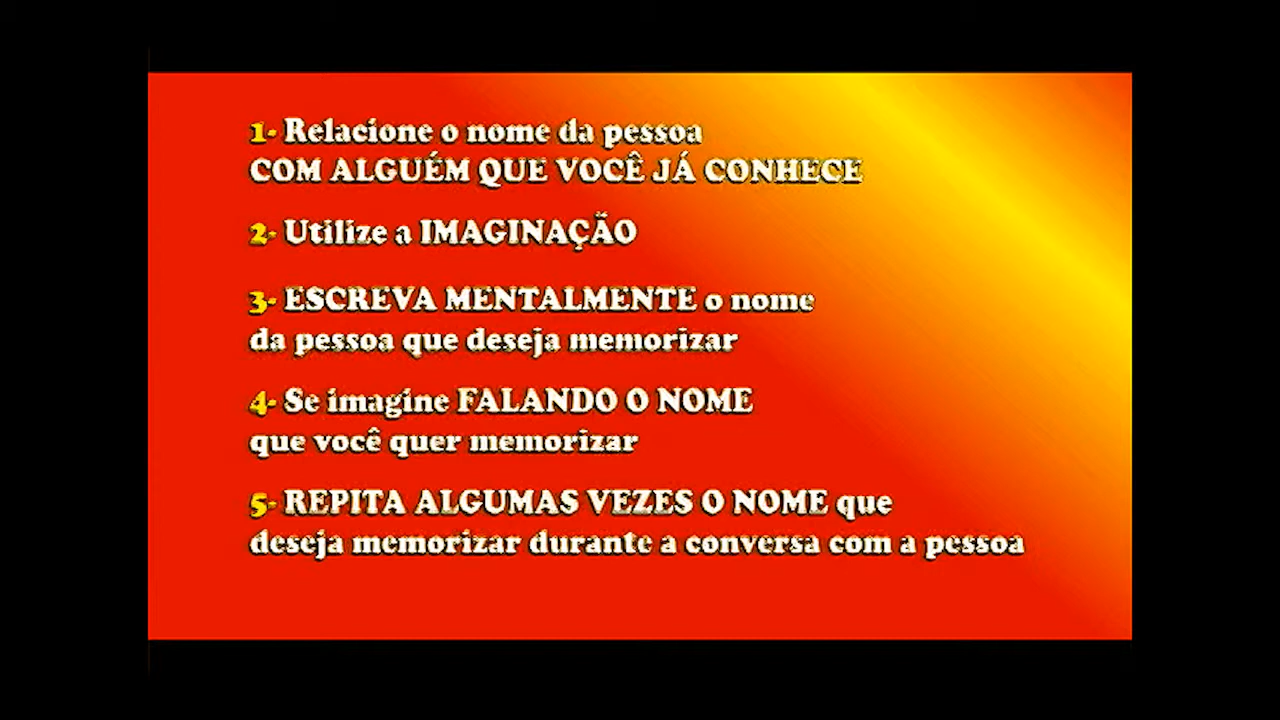 1- Relacione o nome da pessoa
COM ALGUÉM QUE VOCÊ JÁ CONHECE
2- Utilize a IMAGINAÇÃO
3- ESCREVA MENTALMENTE o nome
da pessoa que deseja memorizar
4- Se imagine FALANDO O NOME
que você quer memorizar
5- REPITA ALGUMAS VEZES O NOME que
deseja memorizar durante a conversa com a pessoa